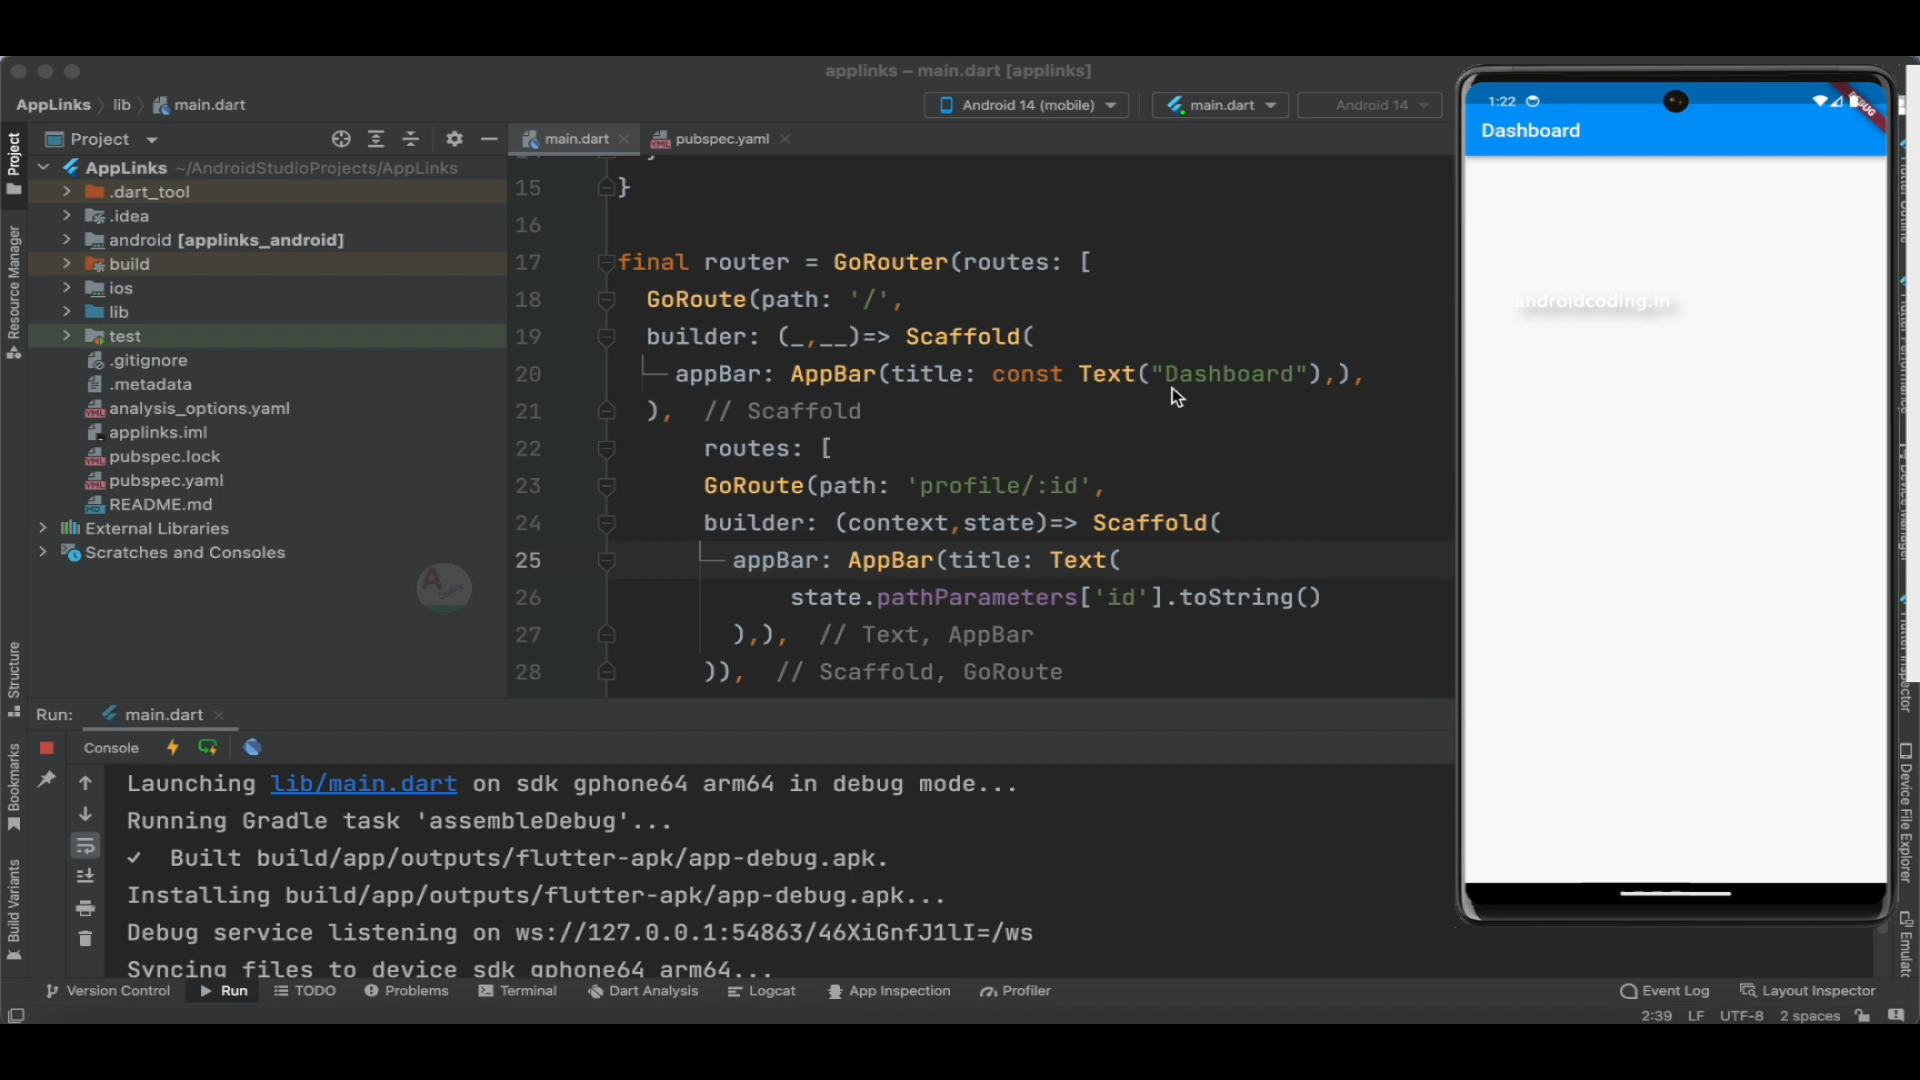 applinks – main.dart [applinks]
AppLinks lib main.dart
Android 14 (mobile) main.dart Android 14
Project
main.dart pubspec.yaml
Project
Resource Manager
Structure
Bookmarks
Build Variants
AppLinks ~/AndroidStudioProjects/AppLinks
.dart_tool
.idea
android [applinks_android]
build
ios
lib
test
.gitignore
.metadata
analysis_options.yaml
applinks.iml
pubspec.lock
pubspec.yaml
README.md
External Libraries
Scratches and Consoles
15 }
16
17 final router = GoRouter(routes: [
18 GoRoute(path: '/',
19 builder: (_,__)=> Scaffold(
20 appBar: AppBar(title: const Text("Dashboard"),),
21 ), // Scaffold
22 routes: [
23 GoRoute(path: 'profile/:id',
24 builder: (context,state)=> Scaffold(
25 appBar: AppBar(title: Text(
26 state.pathParameters['id'].toString()
27 ),), // Text, AppBar
28 )), // Scaffold, GoRoute
1:22
DEBUG
Dashboard
androidcoding.in
Device File Explorer
Run: main.dart
Console
Launching lib/main.dart on sdk gphone64 arm64 in debug mode...
Running Gradle task 'assembleDebug'...
✓ Built build/app/outputs/flutter-apk/app-debug.apk.
Installing build/app/outputs/flutter-apk/app-debug.apk...
Debug service listening on ws://127.0.0.1:54863/46XiGnfJ1lI=/ws
Syncing files to device sdk gphone64 arm64...
Version Control Run TODO Problems Terminal Dart Analysis Logcat App Inspection Profiler Event Log Layout Inspector
2:39 LF UTF-8 2 spaces